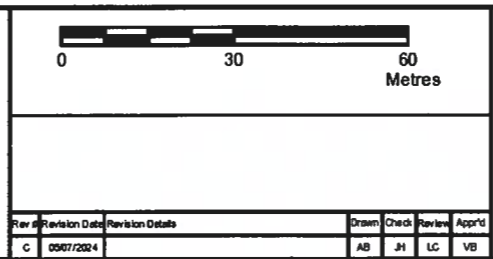 0 30 60
Metres
Rev # Revision Date Revision Details Drawn Check Review Appr'd
C 05/07/2024 AB JH LC VB